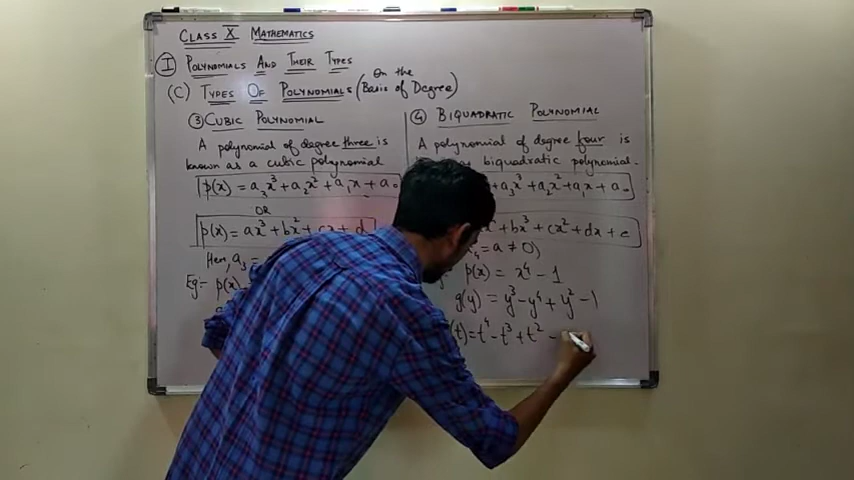 CLASS X MATHEMATICS
I POLYNOMIALS AND THEIR TYPES
(C) TYPES OF POLYNOMIALS (On the Basis of Degree)
③ CUBIC POLYNOMIAL
A polynomial of degree three is
known as a cubic polynomial
p(x) = a₃x³ + a₂x² + a₁x + a₀
OR
p(x) = ax³ + bx² + cx + d
Here, a₃ =
Eg:- p(x)
④ BIQUADRATIC POLYNOMIAL
A polynomial of degree four is
biquadratic polynomial.
+ a₃x³ + a₂x² + a₁x + a₀
+ bx³ + cx² + dx + e
= a ≠ 0)
p(x) = x⁴ - 1
g(y) = y³ - y⁴ + y² - 1
(t) = t⁴ - t³ + t² -